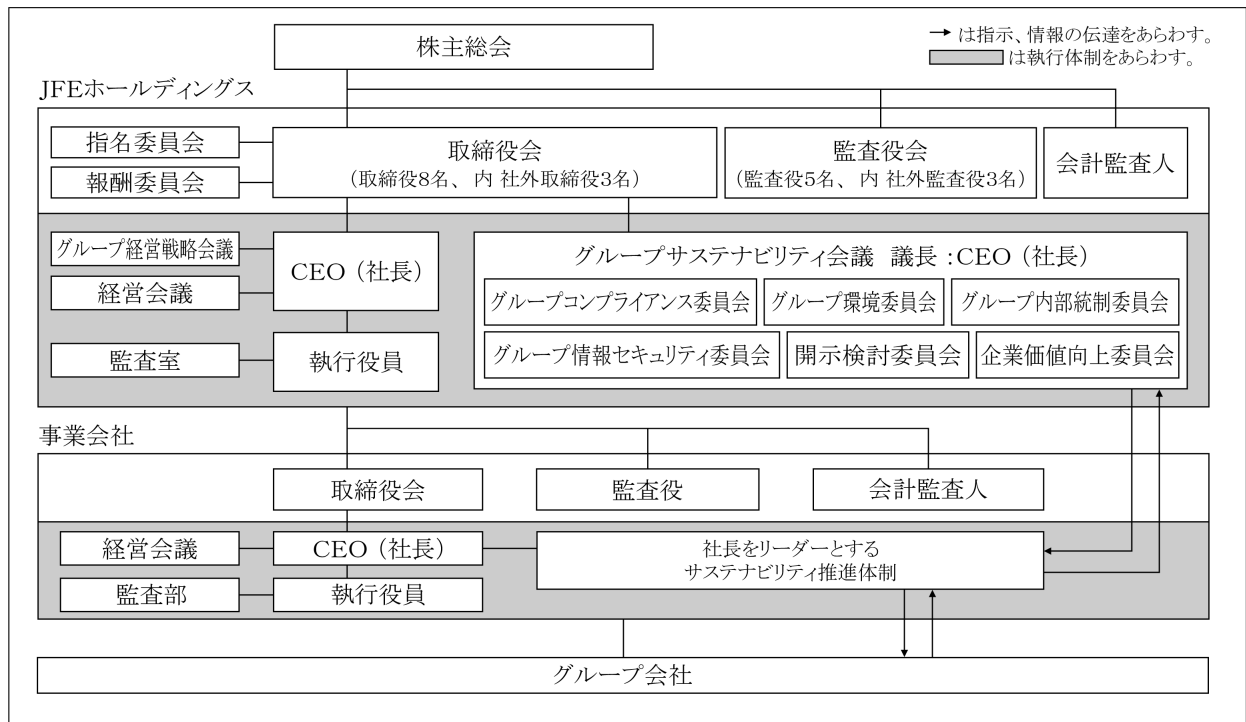 株主総会
→ は指示、情報の伝達をあらわす。
は執行体制をあらわす。
JFEホールディングス
指名委員会
報酬委員会
取締役会
（取締役8名、 内 社外取締役3名）
監査役会
（監査役5名、 内 社外監査役3名）
会計監査人
グループ経営戦略会議
経営会議
CEO（社長）
監査室
執行役員
グループサステナビリティ会議 議長：CEO（社長）
グループコンプライアンス委員会
グループ環境委員会
グループ内部統制委員会
グループ情報セキュリティ委員会
開示検討委員会
企業価値向上委員会
事業会社
取締役会
監査役
会計監査人
経営会議
CEO（社長）
社長をリーダーとする
サステナビリティ推進体制
監査部
執行役員
グループ会社